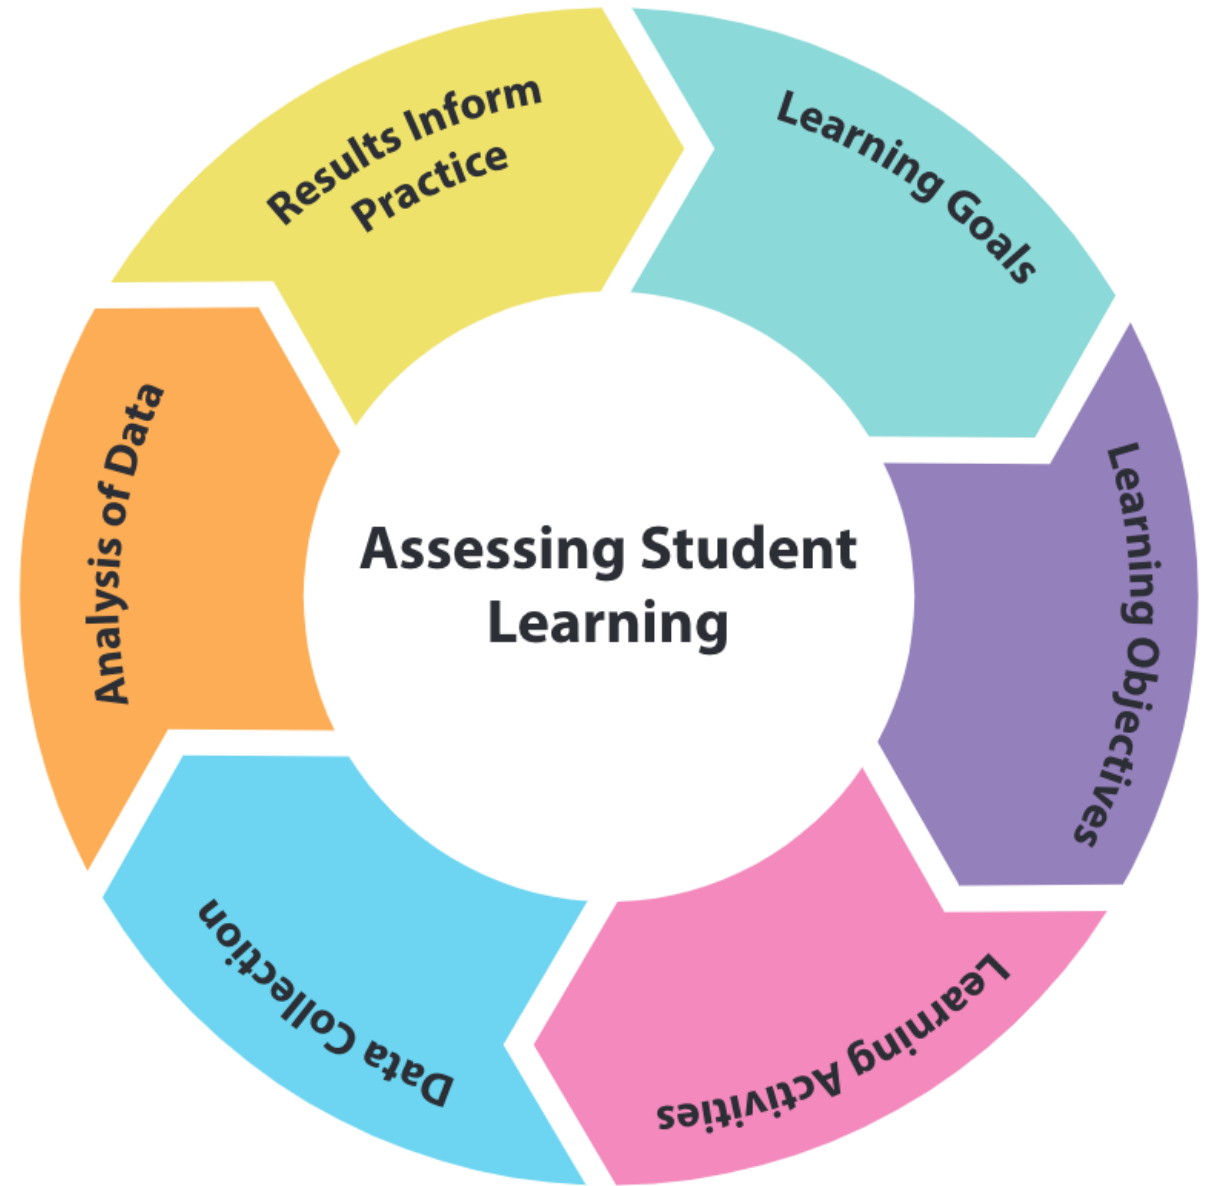 Assessing Student
Learning
Learning Goals
Learning Objectives
Learning Activities
Data Collection
Analysis of Data
Results Inform
Practice